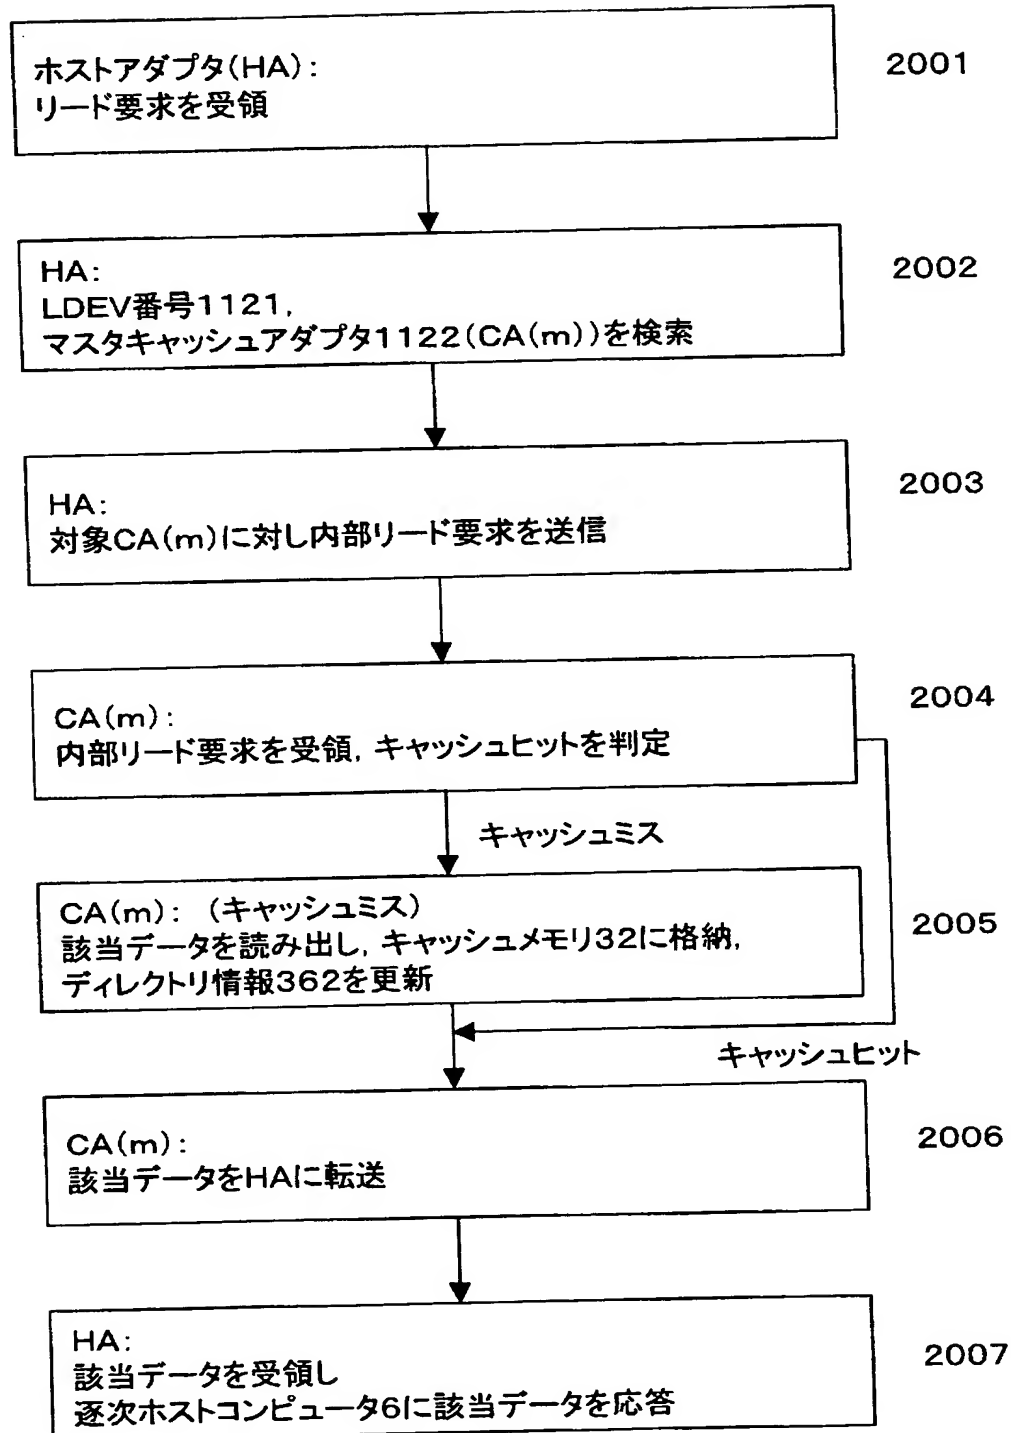 ホストアダプタ(HA):
リード要求を受領
2001
HA:
LDEV番号1121,
マスタキャッシュアダプタ1122(CA(m))を検索
2002
HA:
対象CA(m)に対し内部リード要求を送信
2003
CA(m):
内部リード要求を受領, キャッシュヒットを判定
2004
キャッシュミス
CA(m): (キャッシュミス)
該当データを読み出し, キャッシュメモリ32に格納,
ディレクトリ情報362を更新
2005
キャッシュヒット
CA(m):
該当データをHAに転送
2006
HA:
該当データを受領し
逐次ホストコンピュータ6に該当データを応答
2007